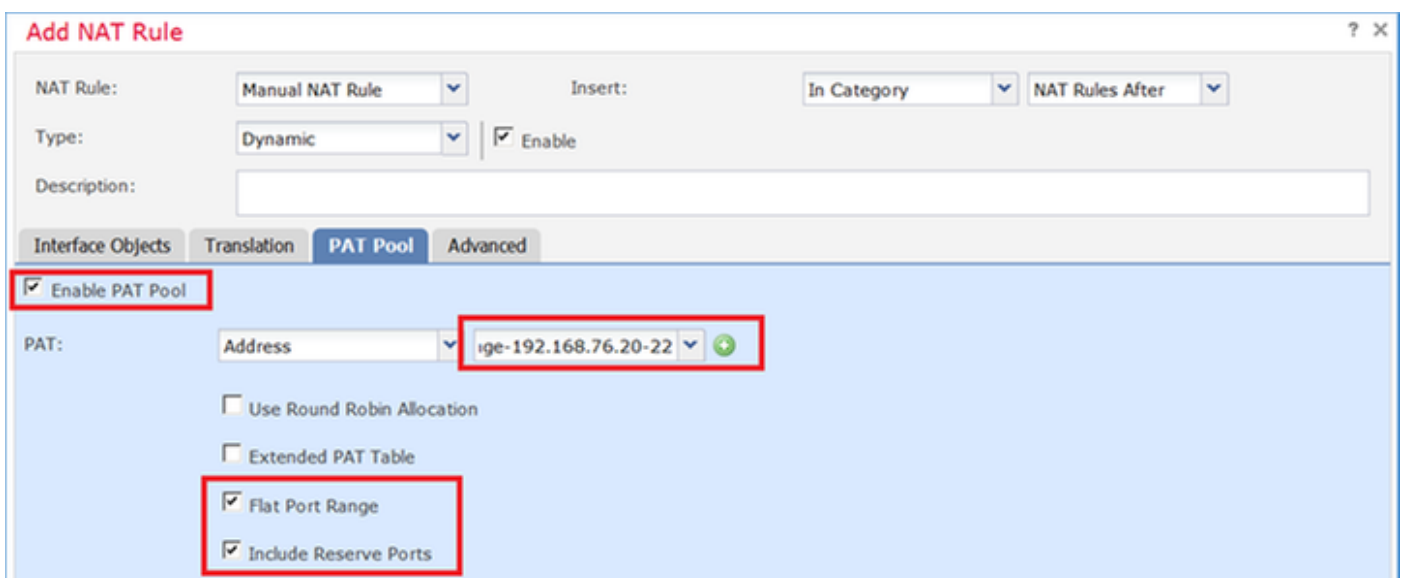 Add NAT Rule ? ×
NAT Rule: Manual NAT Rule Insert: In Category NAT Rules After
Type: Dynamic Enable
Description:
Interface Objects Translation PAT Pool Advanced
Enable PAT Pool
PAT: Address ige-192.168.76.20-22
Use Round Robin Allocation
Extended PAT Table
Flat Port Range
Include Reserve Ports